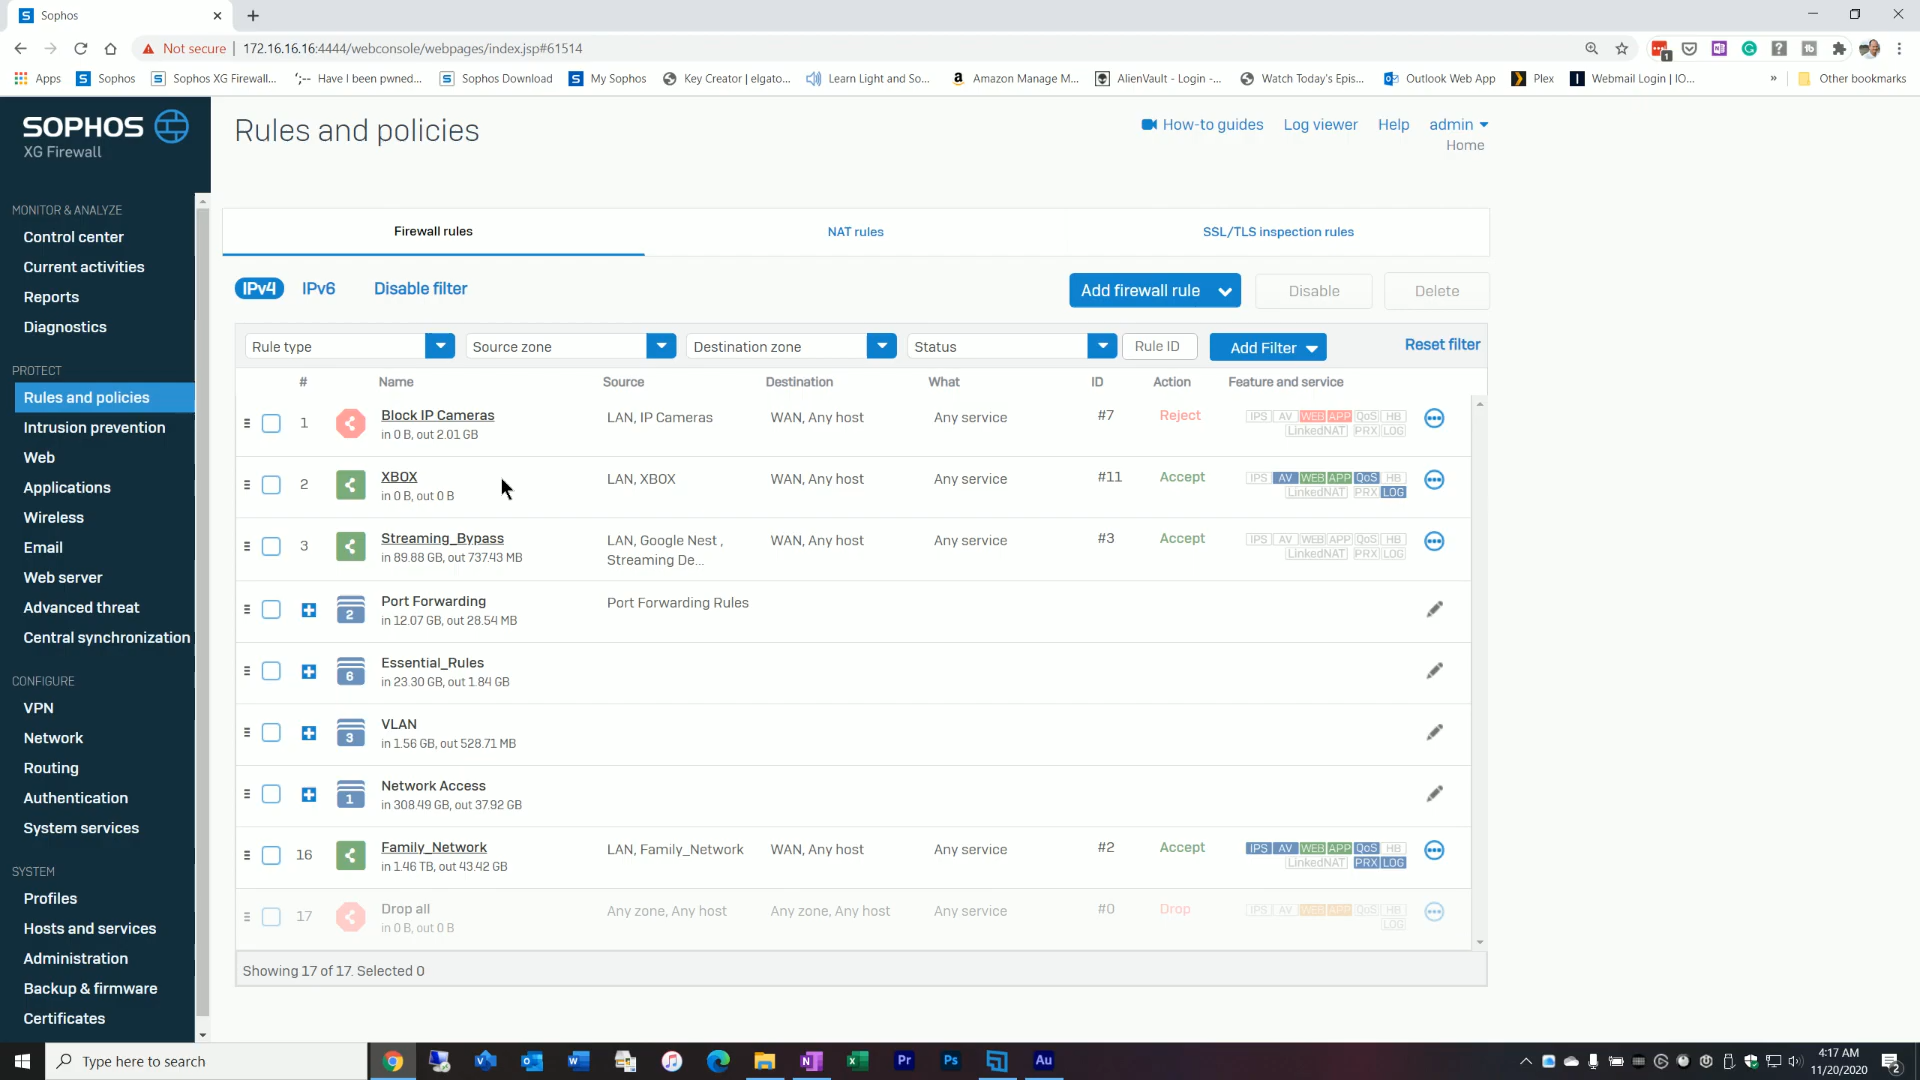 Sophos
Not secure | 172.16.16.16:4444/webconsole/webpages/index.jsp#61514
Apps
Sophos
Sophos XG Firewall...
Have I been pwned...
Sophos Download
My Sophos
Key Creator | elgato...
Learn Light and So...
Amazon Manage M...
AlienVault - Login -...
Watch Today's Epis...
Outlook Web App
Plex
Webmail Login | IO...
»
Other bookmarks
SOPHOS
XG Firewall
Rules and policies
How-to guides
Log viewer
Help
admin
Home
MONITOR & ANALYZE
Control center
Current activities
Reports
Diagnostics
PROTECT
Rules and policies
Intrusion prevention
Web
Applications
Wireless
Email
Web server
Advanced threat
Central synchronization
CONFIGURE
VPN
Network
Routing
Authentication
System services
SYSTEM
Profiles
Hosts and services
Administration
Backup & firmware
Certificates
Firewall rules
NAT rules
SSL/TLS inspection rules
IPv4
IPv6
Disable filter
Add firewall rule
Disable
Delete
Rule type
Source zone
Destination zone
Status
Rule ID
Add Filter
Reset filter
# Name Source Destination What ID Action Feature and service
1 Block IP Cameras LAN, IP Cameras WAN, Any host Any service #7 Reject IPS AV WEB APP QoS HB
in 0 B, out 2.01 GB LinkedNAT PRX LOG
2 XBOX LAN, XBOX WAN, Any host Any service #11 Accept IPS AV WEB APP QoS HB
in 0 B, out 0 B LinkedNAT PRX LOG
3 Streaming_Bypass LAN, Google Nest , WAN, Any host Any service #3 Accept IPS AV WEB APP QoS HB
in 89.88 GB, out 737.43 MB Streaming De... LinkedNAT PRX LOG
2 Port Forwarding Port Forwarding Rules
in 12.07 GB, out 28.54 MB
6 Essential_Rules
in 23.30 GB, out 1.84 GB
3 VLAN
in 1.56 GB, out 528.71 MB
1 Network Access
in 308.49 GB, out 37.92 GB
16 Family_Network LAN, Family_Network WAN, Any host Any service #2 Accept IPS AV WEB APP QoS HB
in 1.46 TB, out 43.42 GB LinkedNAT PRX LOG
17 Drop all Any zone, Any host Any zone, Any host Any service #0 Drop IPS AV WEB APP QoS HB
in 0 B, out 0 B LOG
Showing 17 of 17. Selected 0
Type here to search
Pr
Ps
Au
4:17 AM
11/20/2020
2